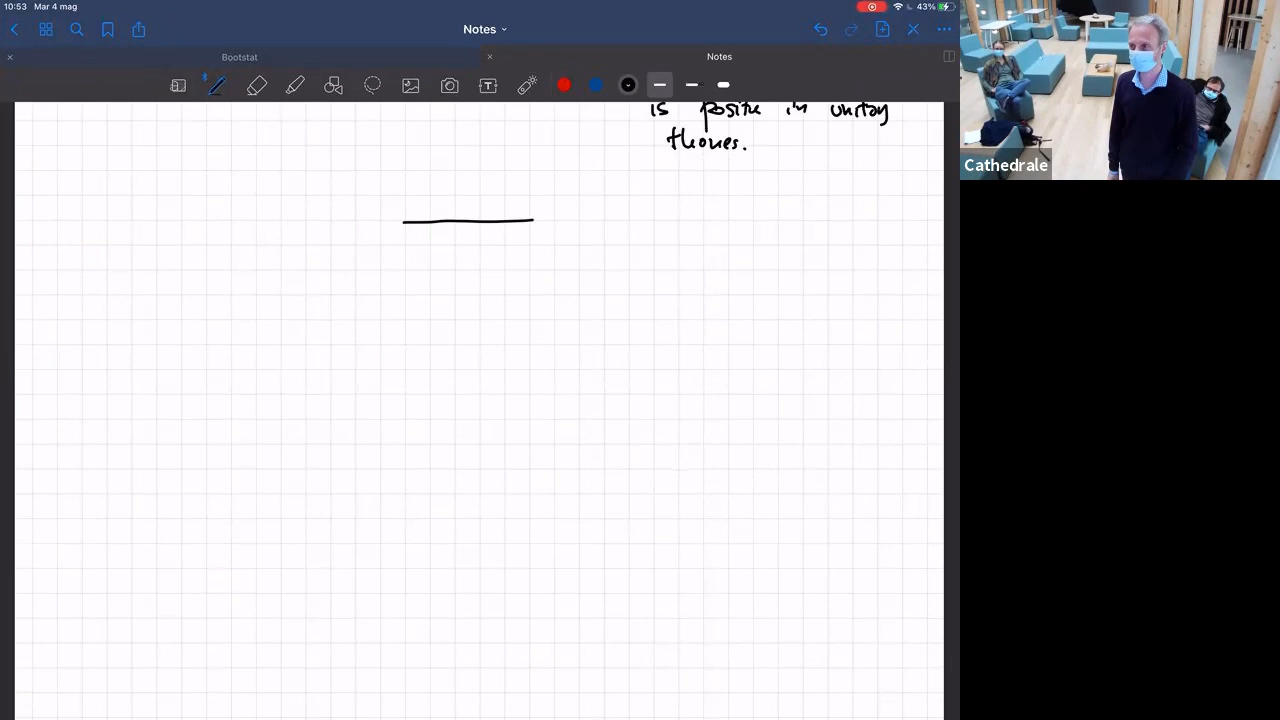 10:53 Mar 4 mag
43%
Notes
Bootstat
Notes
T
is positive in unitary
theories.
Cathedrale